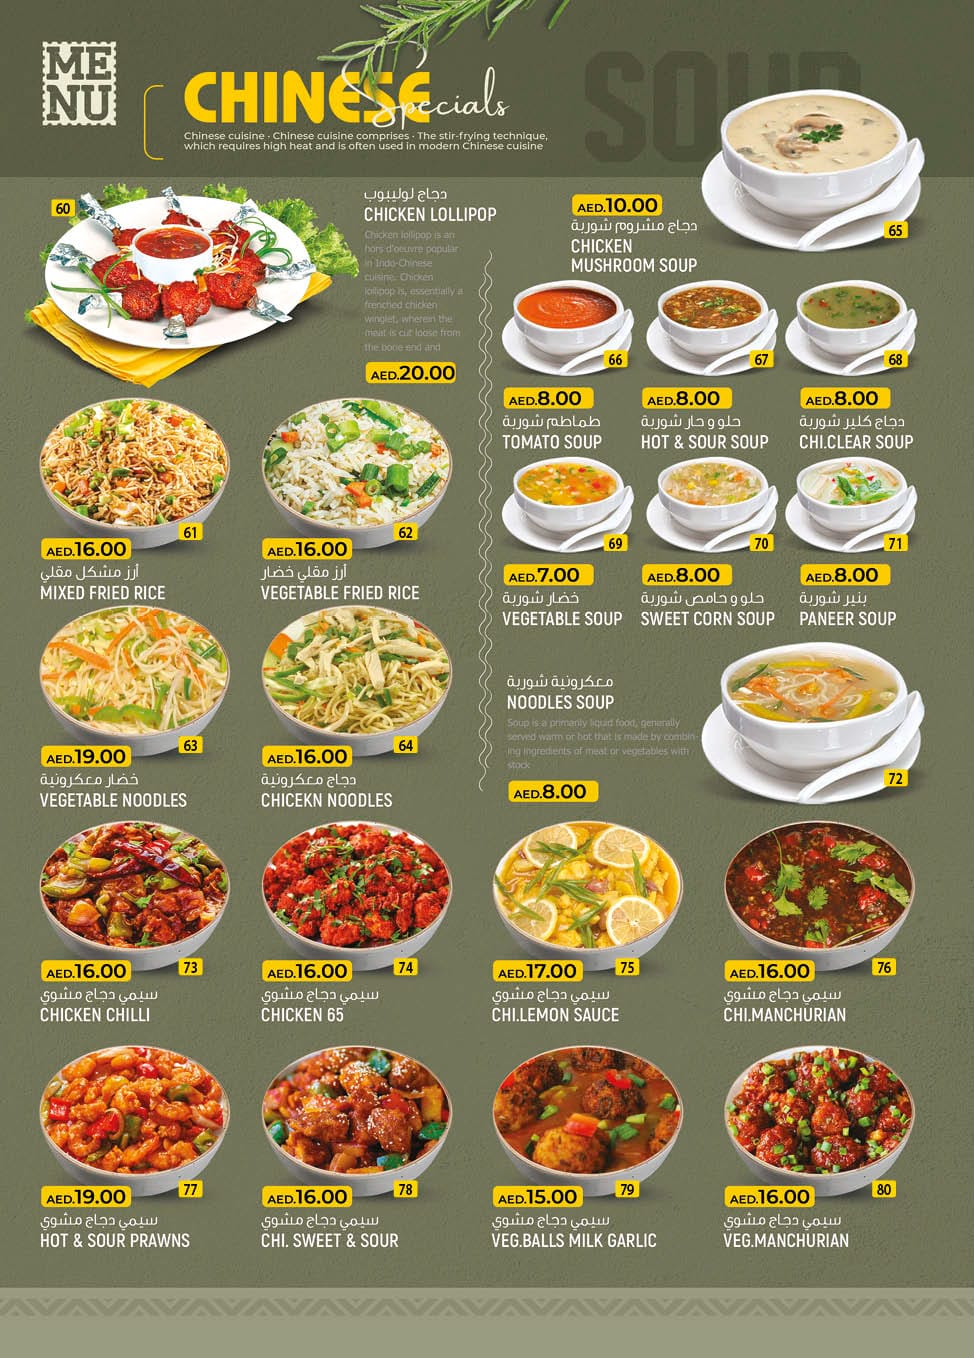 ME
NU
CHINESE
Specials
Chinese cuisine · Chinese cuisine comprises · The stir-frying technique,
which requires high heat and is often used in modern Chinese cuisine
SOUP
60
دجاج لوليبوب
CHICKEN LOLLIPOP
Chicken lollipop is an
hors d'oeuvre popular
in Indo-Chinese
cuisine. Chicken
lollipop is, essentially a
frenched chicken
winglet, wherein the
meat is cut loose from
the bone end and
AED.20.00
AED.10.00
دجاج مشروم شوربة
CHICKEN
MUSHROOM SOUP
65
66
67
68
AED.8.00
AED.8.00
AED.8.00
طماطم شوربة
حلو و حار شوربة
دجاج كلير شوربة
TOMATO SOUP
HOT & SOUR SOUP
CHI.CLEAR SOUP
69
70
71
AED.7.00
AED.8.00
AED.8.00
خضار شوربة
حلو و حامض شوربة
بنير شوربة
VEGETABLE SOUP
SWEET CORN SOUP
PANEER SOUP
معكرونية شوربة
NOODLES SOUP
Soup is a primarily liquid food, generally
served warm or hot that is made by combin-
ing ingredients of meat or vegetables with
stock
AED.8.00
72
61
62
AED.16.00
AED.16.00
أرز مشكل مقلي
أرز مقلي خضار
MIXED FRIED RICE
VEGETABLE FRIED RICE
63
64
AED.19.00
AED.16.00
خضار معكرونية
دجاج معكرونية
VEGETABLE NOODLES
CHICEKN NOODLES
73
74
75
76
AED.16.00
AED.16.00
AED.17.00
AED.16.00
سيمي دجاج مشوي
سيمي دجاج مشوي
سيمي دجاج مشوي
سيمي دجاج مشوي
CHICKEN CHILLI
CHICKEN 65
CHI.LEMON SAUCE
CHI.MANCHURIAN
77
78
79
80
AED.19.00
AED.16.00
AED.15.00
AED.16.00
سيمي دجاج مشوي
سيمي دجاج مشوي
سيمي دجاج مشوي
سيمي دجاج مشوي
HOT & SOUR PRAWNS
CHI. SWEET & SOUR
VEG.BALLS MILK GARLIC
VEG.MANCHURIAN